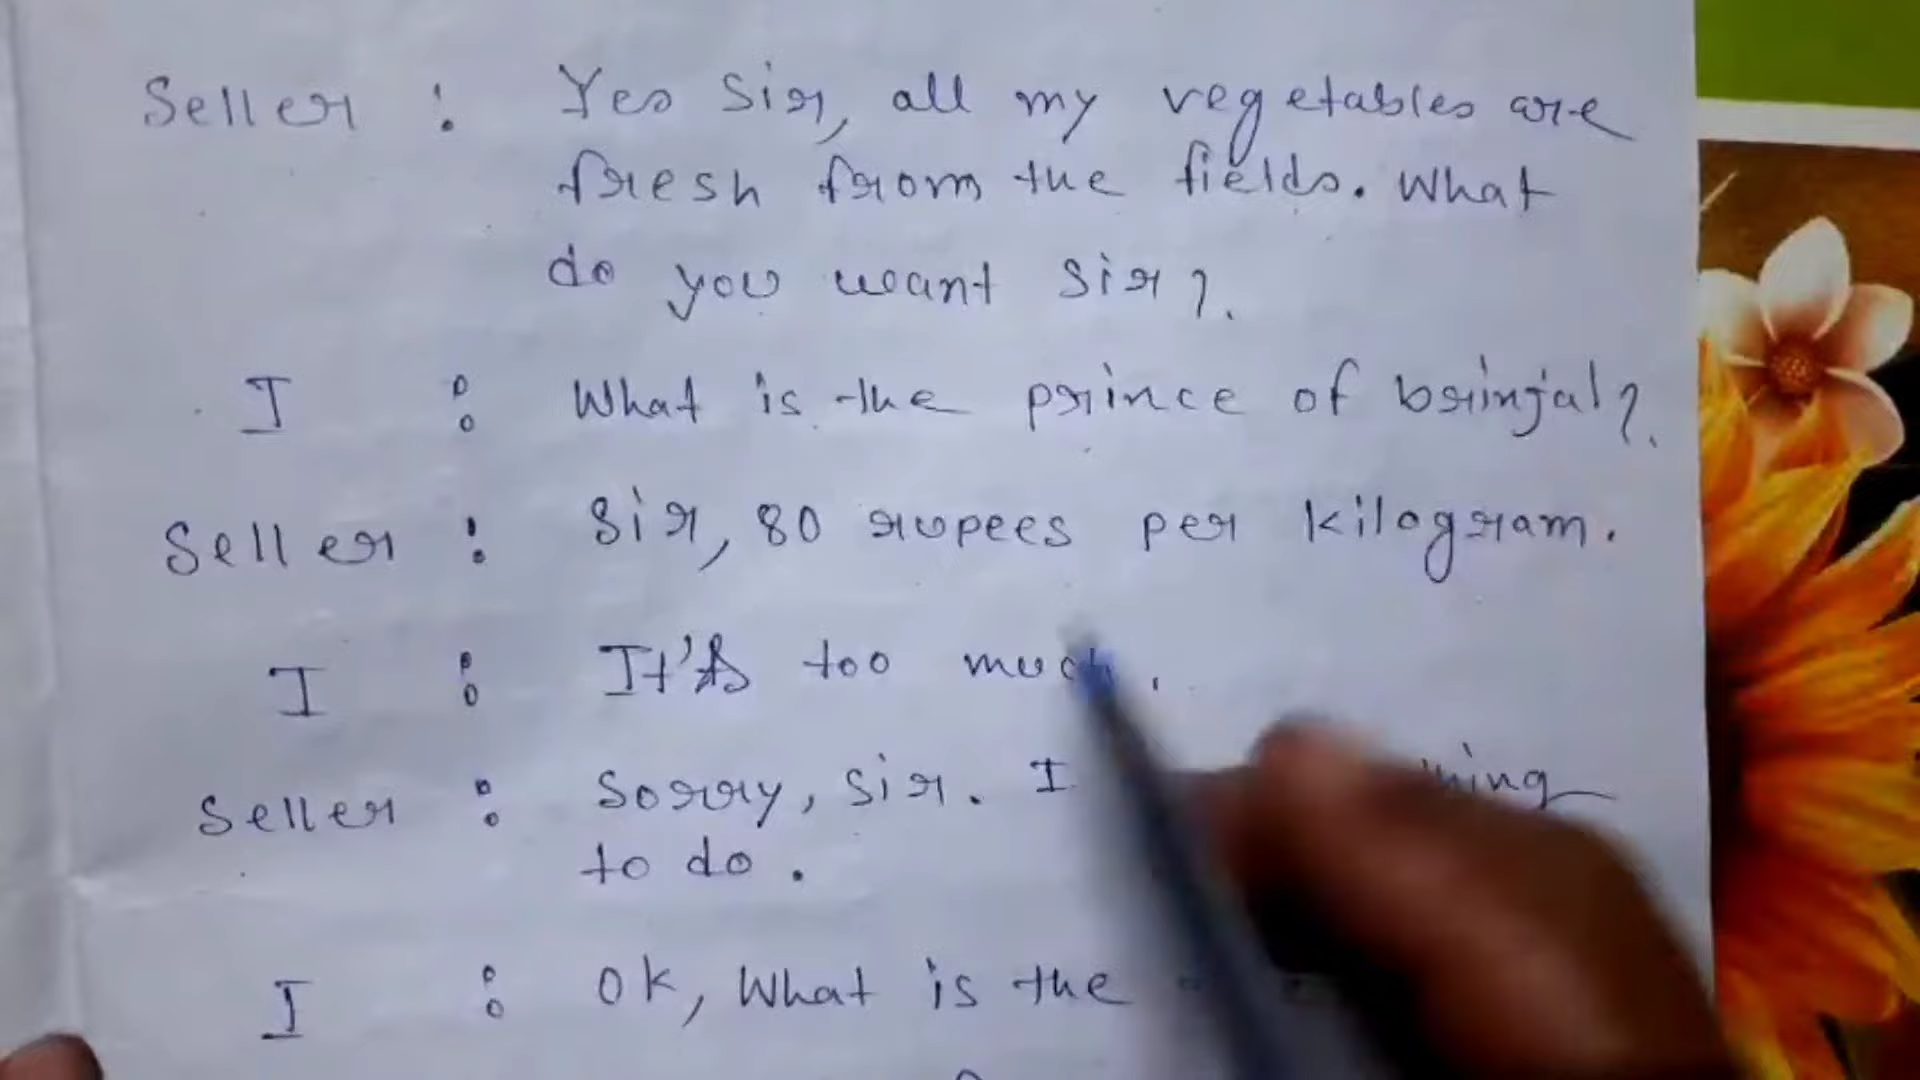 Seller : Yes Sir, all my vegetables are
fresh from the fields. What
do you want Sir?
I : What is the prince of brinjal?
Seller : Sir, 80 rupees per kilogram.
I : It's too much.
Seller : Sorry, Sir. I
to do.
I : Ok, What is the